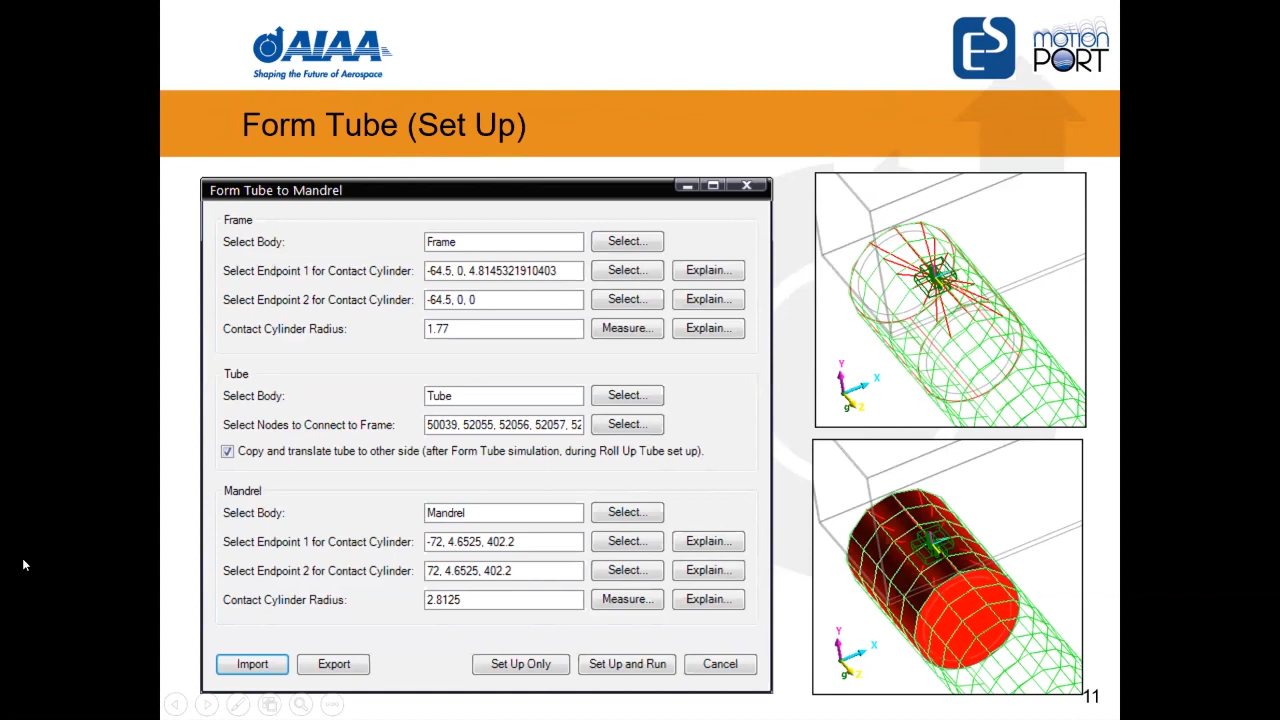 AIAA
Shaping the Future of Aerospace
ES
motion
PORT
Form Tube (Set Up)
Form Tube to Mandrel
Frame
Select Body: Frame Select...
Select Endpoint 1 for Contact Cylinder: -64.5, 0, 4.8145321910403 Select... Explain...
Select Endpoint 2 for Contact Cylinder: -64.5, 0, 0 Select... Explain...
Contact Cylinder Radius: 1.77 Measure... Explain...
Tube
Select Body: Tube Select...
Select Nodes to Connect to Frame: 50039, 52055, 52056, 52057, 52 Select...
Copy and translate tube to other side (after Form Tube simulation, during Roll Up Tube set up).
Mandrel
Select Body: Mandrel Select...
Select Endpoint 1 for Contact Cylinder: -72, 4.6525, 402.2 Select... Explain...
Select Endpoint 2 for Contact Cylinder: 72, 4.6525, 402.2 Select... Explain...
Contact Cylinder Radius: 2.8125 Measure... Explain...
Import Export Set Up Only Set Up and Run Cancel
Y
X
g Z
Y
X
g Z
11